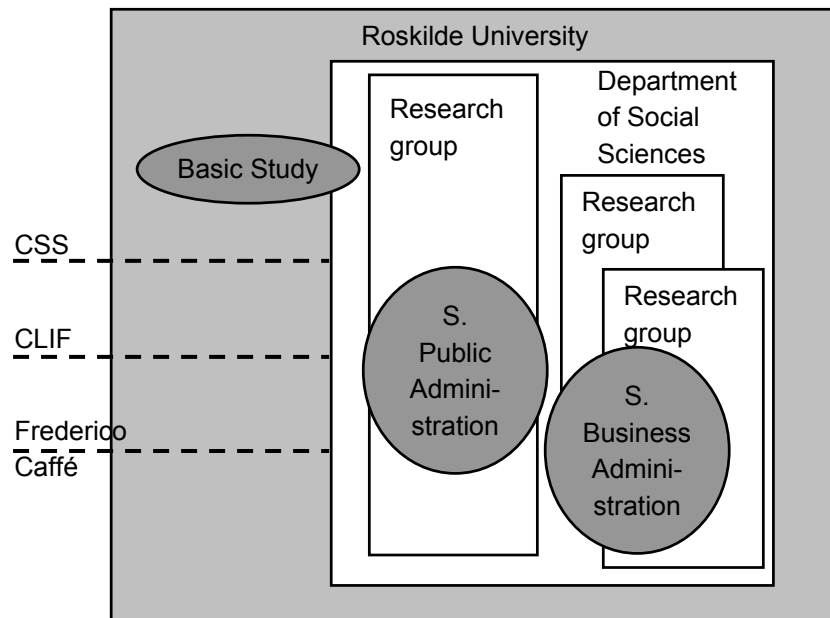 Roskilde University
Department
of Social
Sciences
Research
group
Basic Study
Research
group
CSS
Research
group
S.
Public
Admini-
stration
CLIF
S.
Business
Admini-
stration
Frederico
Caffé